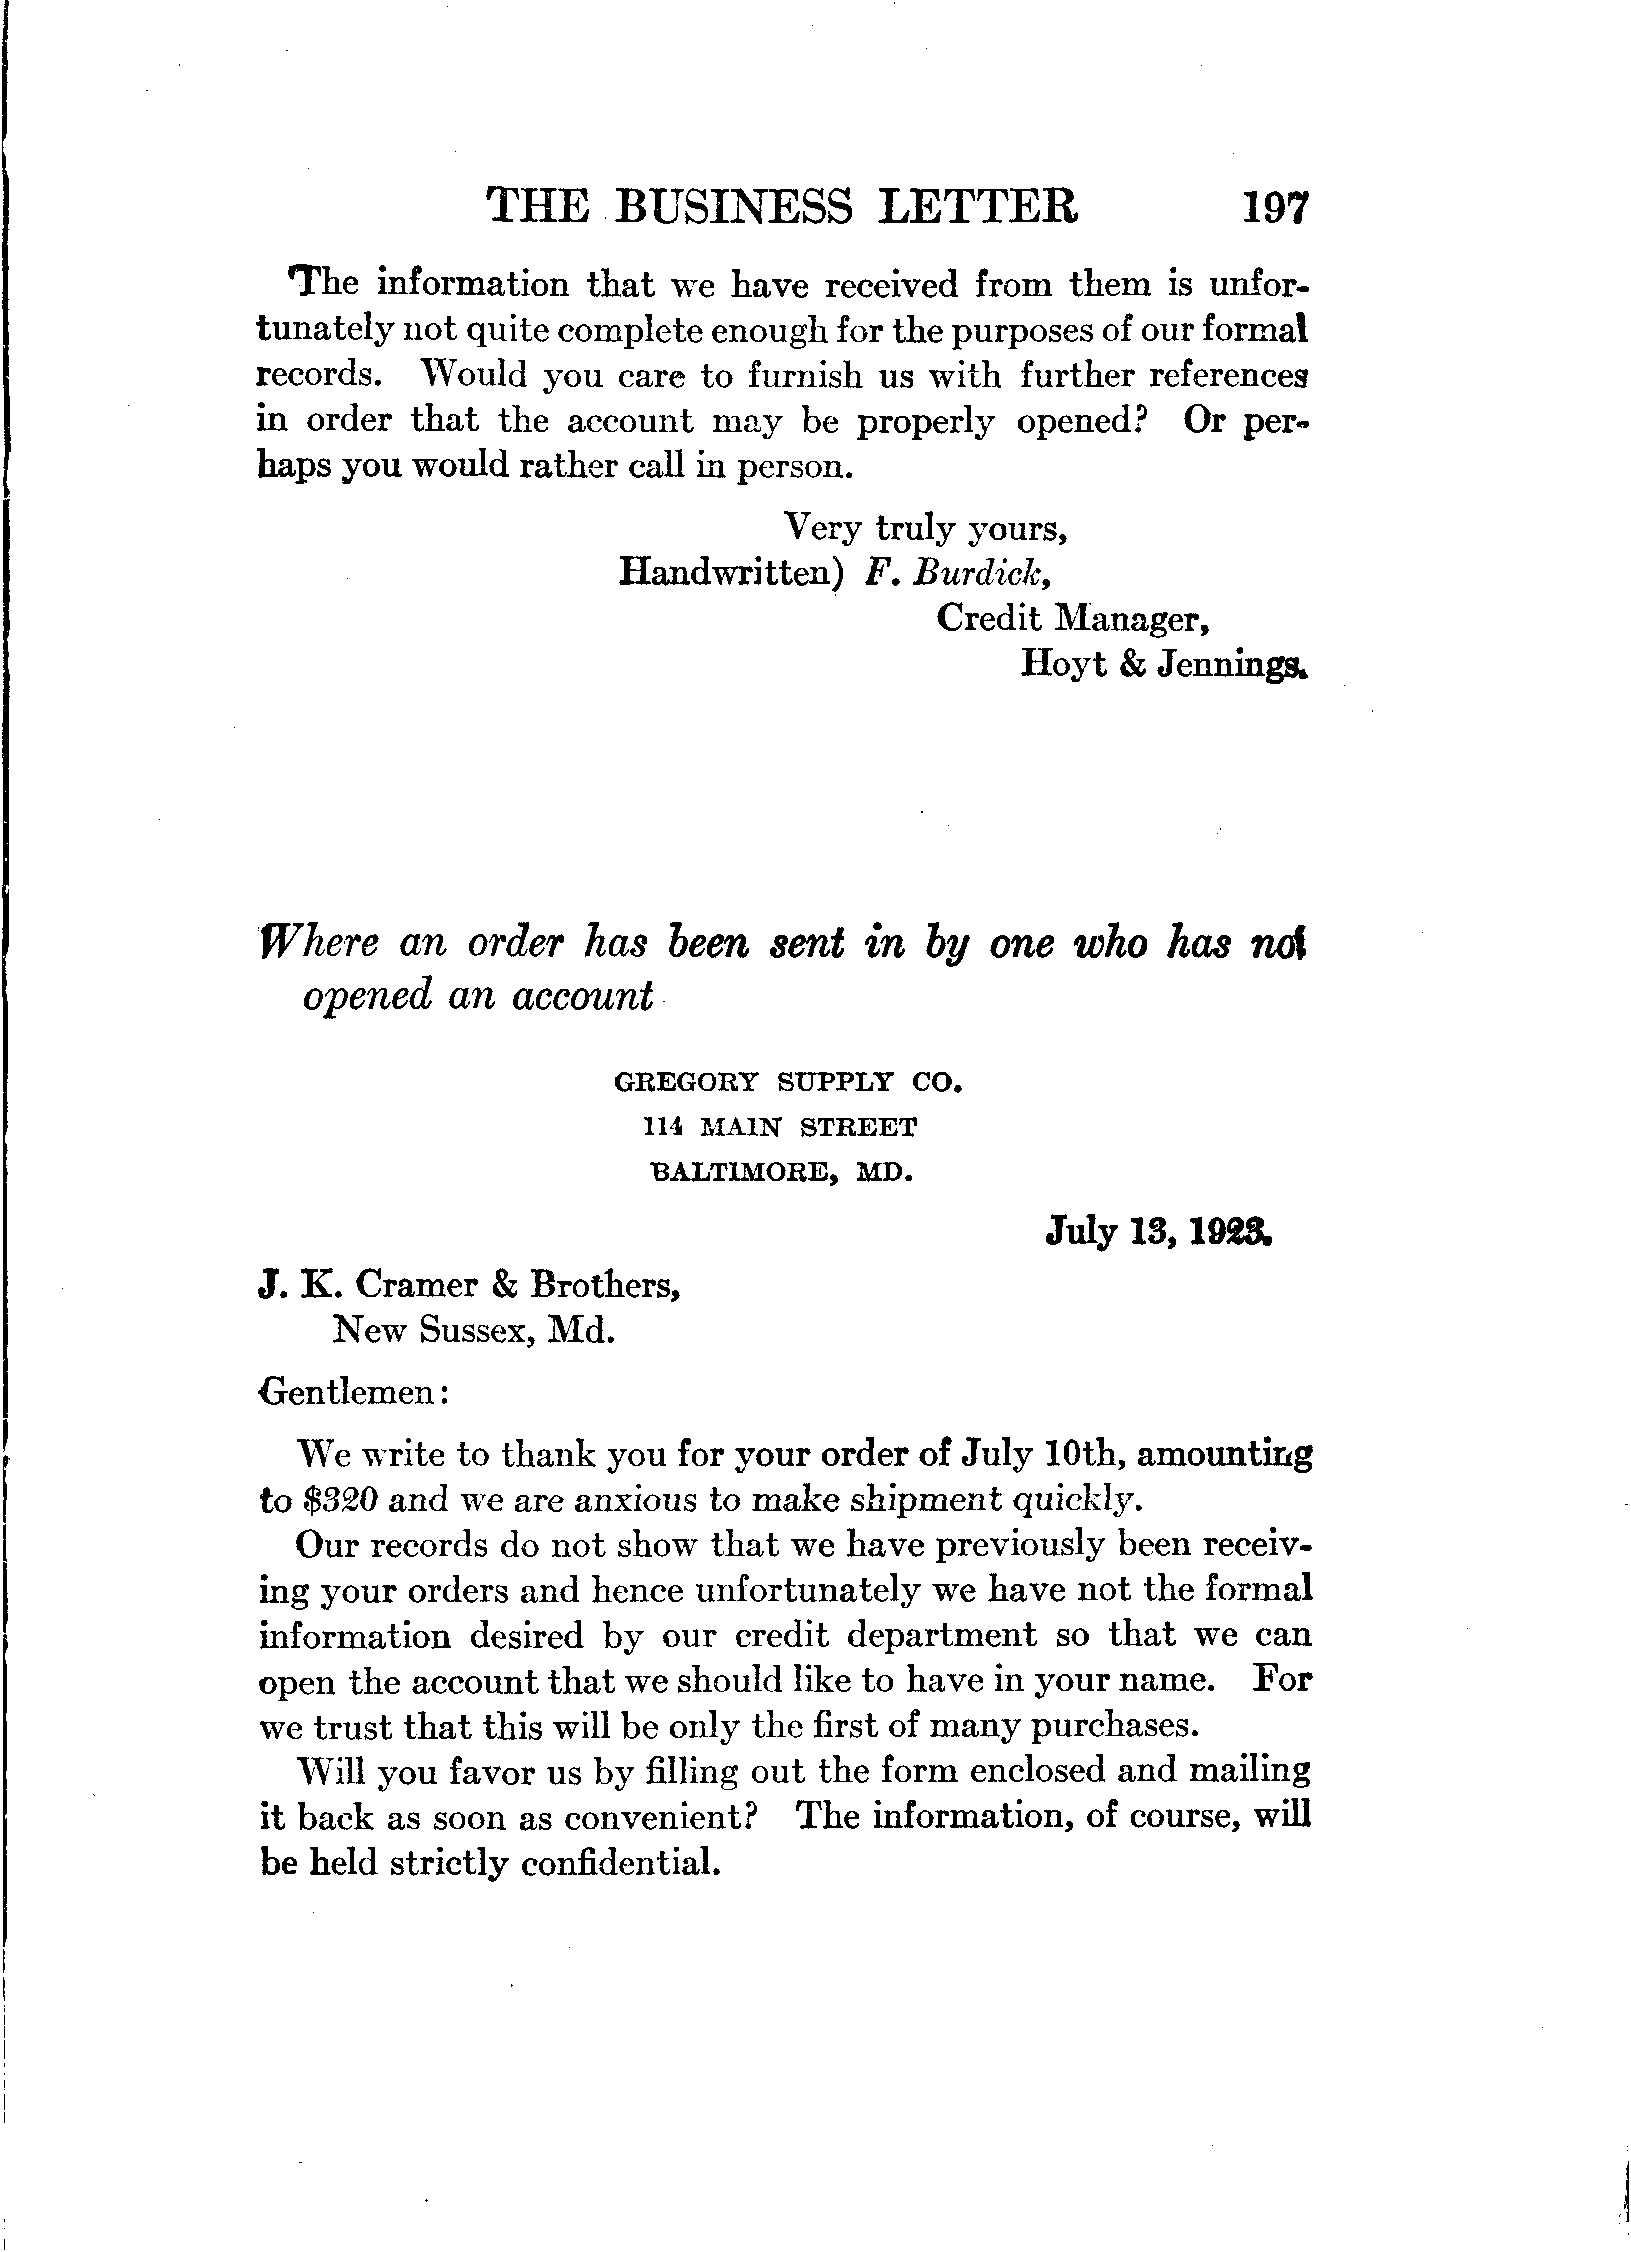 THE BUSINESS LETTER 197
The information that we have received from them is unfor-
tunately not quite complete enough for the purposes of our formal
records. Would you care to furnish us with further references
in order that the account may be properly opened? Or per-
haps you would rather call in person.
Very truly yours,
Handwritten) F. Burdick,
Credit Manager,
Hoyt & Jennings.
Where an order has been sent in by one who has not
opened an account
GREGORY SUPPLY CO.
114 MAIN STREET
BALTIMORE, MD.
July 13, 1923.
J. K. Cramer & Brothers,
New Sussex, Md.
Gentlemen:
We write to thank you for your order of July 10th, amounting
to $320 and we are anxious to make shipment quickly.
Our records do not show that we have previously been receiv-
ing your orders and hence unfortunately we have not the formal
information desired by our credit department so that we can
open the account that we should like to have in your name. For
we trust that this will be only the first of many purchases.
Will you favor us by filling out the form enclosed and mailing
it back as soon as convenient? The information, of course, will
be held strictly confidential.